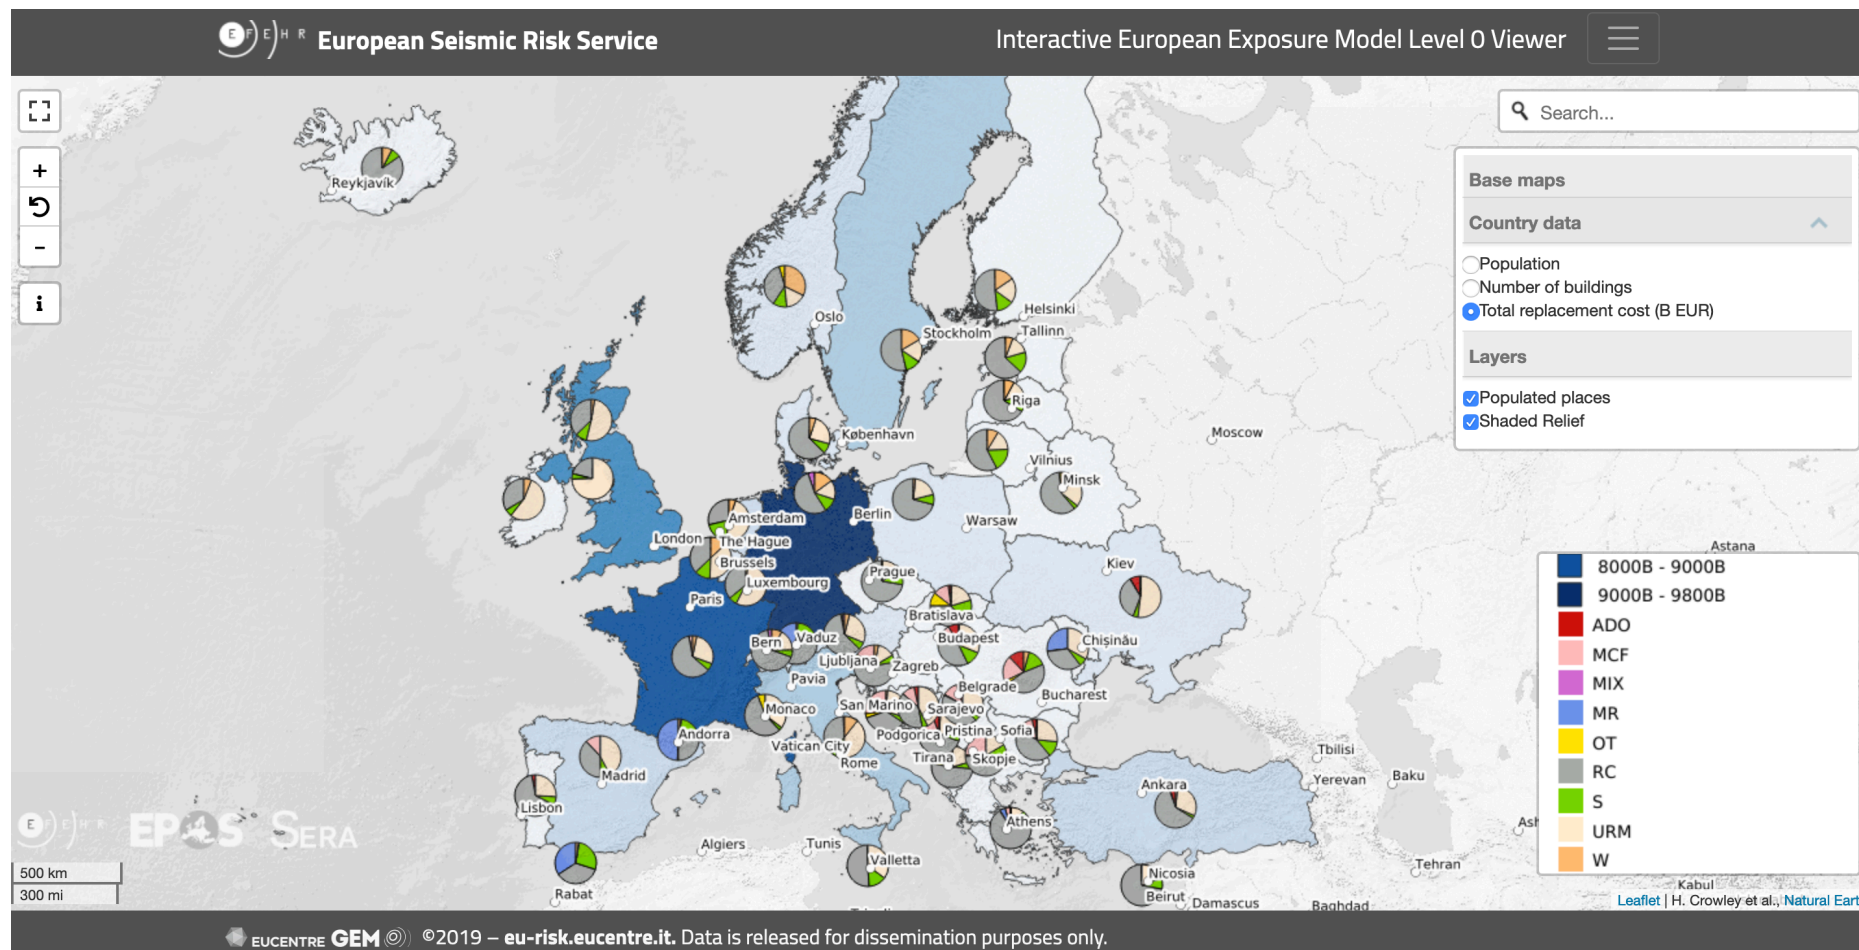 E F E H R European Seismic Risk Service
Interactive European Exposure Model Level 0 Viewer
+
-
i
Search...
Base maps
Country data
Population
Number of buildings
Total replacement cost (B EUR)
Layers
Populated places
Shaded Relief
Reykjavík
Oslo
Helsinki
Stockholm
Tallinn
Riga
København
Moscow
Vilnius
Minsk
Amsterdam
Berlin
Warsaw
London
The Hague
Brussels
Luxembourg
Prague
Kiev
Astana
Paris
Bratislava
Bern
Vaduz
Budapest
Chișinău
Ljubljana
Zagreb
Pavia
Belgrade
Bucharest
Monaco
San Marino
Sarajevo
Andorra
Podgorica
Pristina
Sofia
Vatican City
Rome
Tirana
Skopje
Tbilisi
Madrid
Ankara
Yerevan
Baku
Lisbon
Athens
Algiers
Tunis
Valletta
Tehran
Nicosia
Rabat
Beirut
Damascus
Baghdad
Kabul
8000B - 9000B
9000B - 9800B
ADO
MCF
MIX
MR
OT
RC
S
URM
W
E E H R EPOS SERA
500 km
300 mi
Leaflet | H. Crowley et al., Natural Eart
EUCENTRE GEM ©2019 – eu-risk.eucentre.it. Data is released for dissemination purposes only.